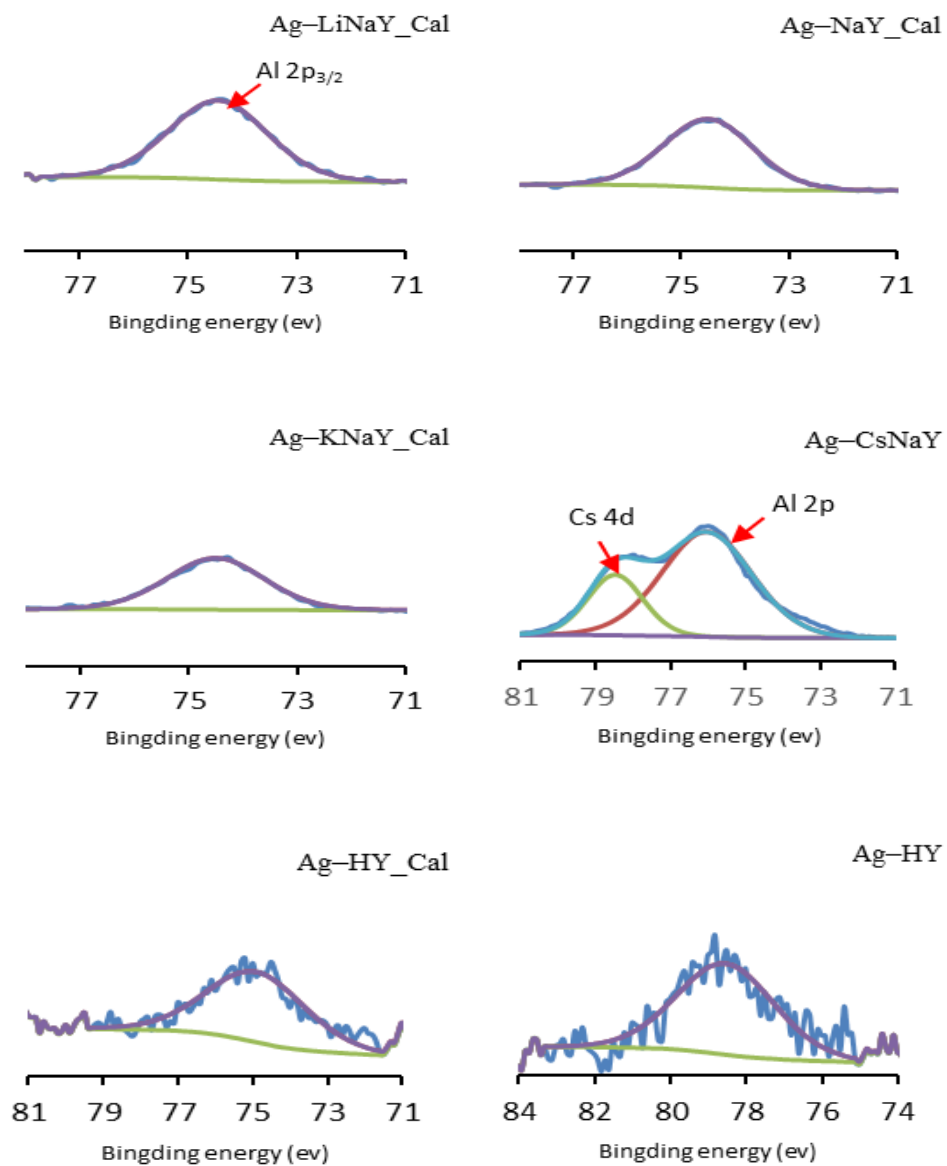 Ag–LiNaY_Cal
Al 2p3/2
77 75 73 71
Bingding energy (ev)
Ag–NaY_Cal
77 75 73 71
Bingding energy (ev)
Ag–KNaY_Cal
77 75 73 71
Bingding energy (ev)
Ag–CsNaY
Cs 4d
Al 2p
81 79 77 75 73 71
Bingding energy (ev)
Ag–HY_Cal
81 79 77 75 73 71
Bingding energy (ev)
Ag–HY
84 82 80 78 76 74
Bingding energy (ev)